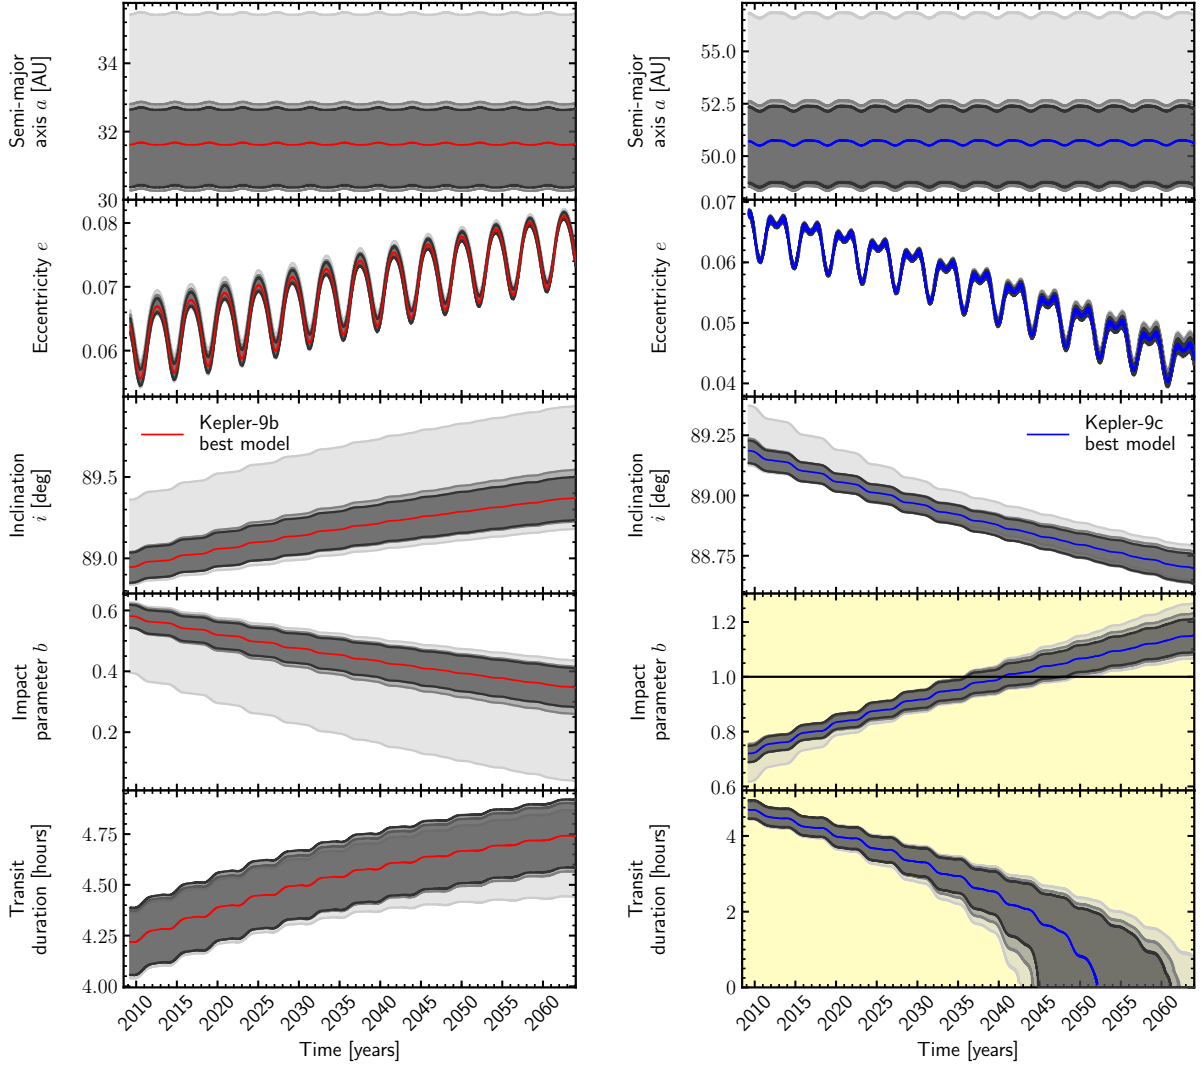 Semi-major
axis a [AU]
34
32
30
Eccentricity e
0.08
0.07
0.06
Inclination
i [deg]
89.5
89.0
Kepler-9b
best model
Impact
parameter b
0.6
0.4
0.2
Transit
duration [hours]
4.75
4.50
4.25
4.00
2010
2015
2020
2025
2030
2035
2040
2045
2050
2055
2060
Time [years]
Semi-major
axis a [AU]
55.0
52.5
50.0
Eccentricity e
0.07
0.06
0.05
0.04
Inclination
i [deg]
89.25
89.00
88.75
Kepler-9c
best model
Impact
parameter b
1.2
1.0
0.8
0.6
Transit
duration [hours]
4
2
0
2010
2015
2020
2025
2030
2035
2040
2045
2050
2055
2060
Time [years]